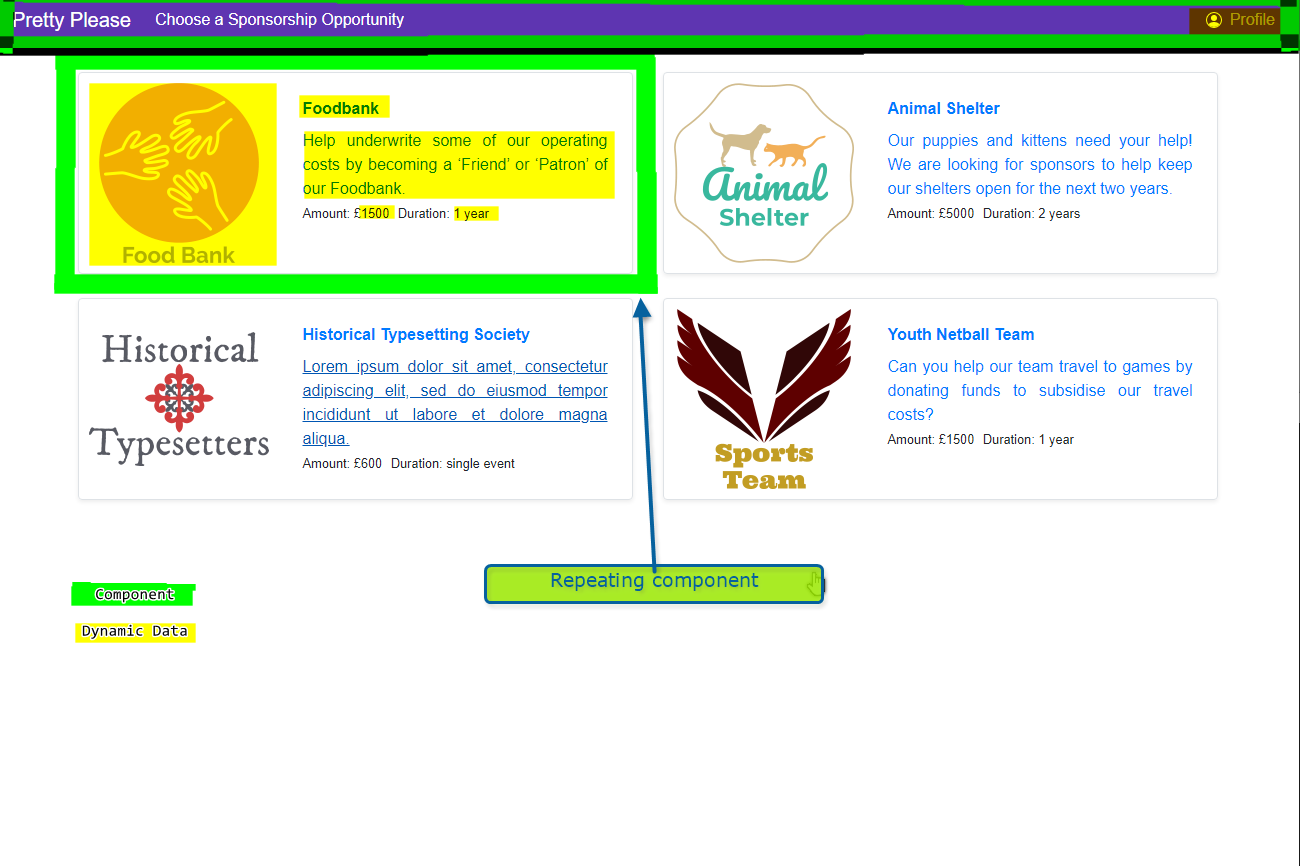 Pretty Please Choose a Sponsorship Opportunity Profile
Food Bank
Foodbank
Help underwrite some of our operating
costs by becoming a ‘Friend’ or ‘Patron’ of
our Foodbank.
Amount: £1500 Duration: 1 year
Animal
Shelter
Animal Shelter
Our puppies and kittens need your help!
We are looking for sponsors to help keep
our shelters open for the next two years.
Amount: £5000 Duration: 2 years
Historical
Typesetters
Historical Typesetting Society
Lorem ipsum dolor sit amet, consectetur
adipiscing elit, sed do eiusmod tempor
incididunt ut labore et dolore magna
aliqua.
Amount: £600 Duration: single event
Sports
Team
Youth Netball Team
Can you help our team travel to games by
donating funds to subsidise our travel
costs?
Amount: £1500 Duration: 1 year
Repeating component
Component
Dynamic Data